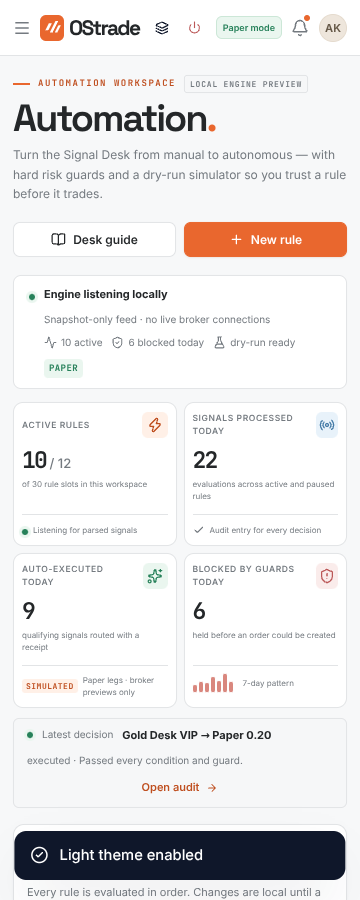 OStrade
Paper mode
AK
AUTOMATION WORKSPACE
LOCAL ENGINE PREVIEW
Automation.
Turn the Signal Desk from manual to autonomous — with
hard risk guards and a dry-run simulator so you trust a rule
before it trades.
Desk guide
New rule
Engine listening locally
Snapshot-only feed · no live broker connections
10 active
6 blocked today
dry-run ready
PAPER
ACTIVE RULES
10 / 12
of 30 rule slots in this workspace
Listening for parsed signals
SIGNALS PROCESSED
TODAY
22
evaluations across active and paused
rules
Audit entry for every decision
AUTO-EXECUTED
TODAY
9
qualifying signals routed with a
receipt
SIMULATED
Paper legs · broker
previews only
BLOCKED BY GUARDS
TODAY
6
held before an order could be created
7-day pattern
Latest decision Gold Desk VIP → Paper 0.20
executed · Passed every condition and guard.
Open audit →
Light theme enabled
Every rule is evaluated in order. Changes are local until a